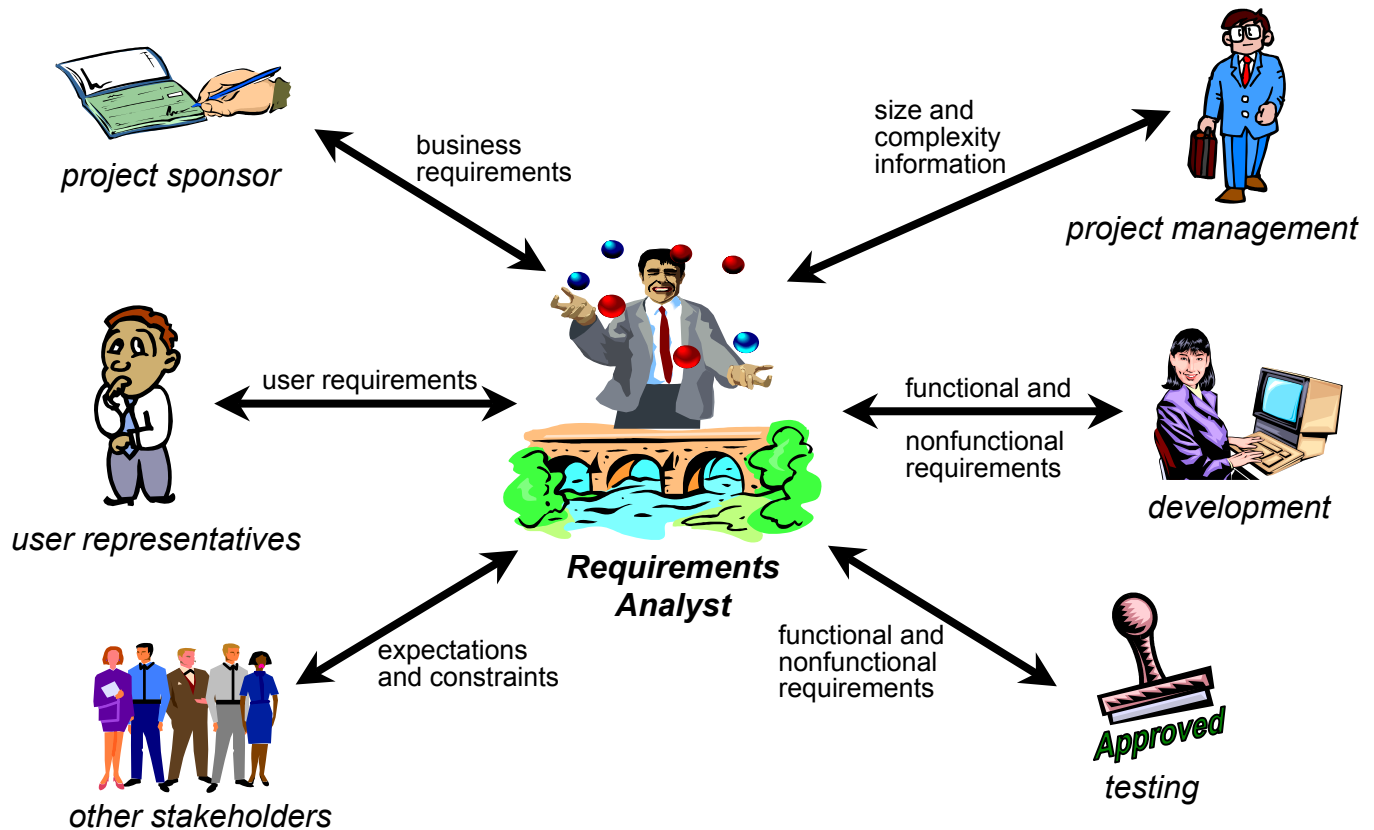 project sponsor
business
requirements
size and
complexity
information
project management
user requirements
functional and
nonfunctional
requirements
user representatives
development
Requirements
Analyst
expectations
and constraints
functional and
nonfunctional
requirements
Approved
other stakeholders
testing